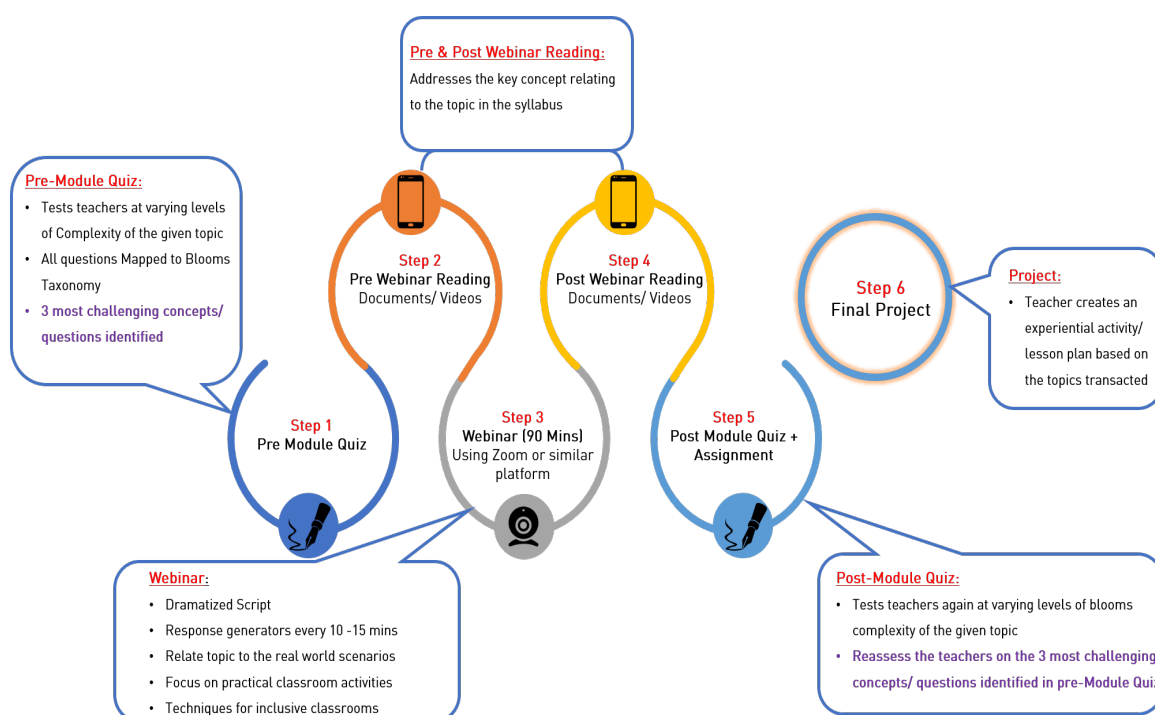 Pre & Post Webinar Reading:
Addresses the key concept relating
to the topic in the syllabus
Pre-Module Quiz:
• Tests teachers at varying levels
of Complexity of the given topic
• All questions Mapped to Blooms
Taxonomy
• 3 most challenging concepts/
questions identified
Step 1
Pre Module Quiz
Step 2
Pre Webinar Reading
Documents/ Videos
Step 3
Webinar (90 Mins)
Using Zoom or similar
platform
Step 4
Post Webinar Reading
Documents/ Videos
Step 5
Post Module Quiz +
Assignment
Step 6
Final Project
Project:
• Teacher creates an
experiential activity/
lesson plan based on
the topics transacted
Webinar:
• Dramatized Script
• Response generators every 10 -15 mins
• Relate topic to the real world scenarios
• Focus on practical classroom activities
• Techniques for inclusive classrooms
Post-Module Quiz:
• Tests teachers again at varying levels of blooms
complexity of the given topic
• Reassess the teachers on the 3 most challenging
concepts/ questions identified in pre-Module Quiz